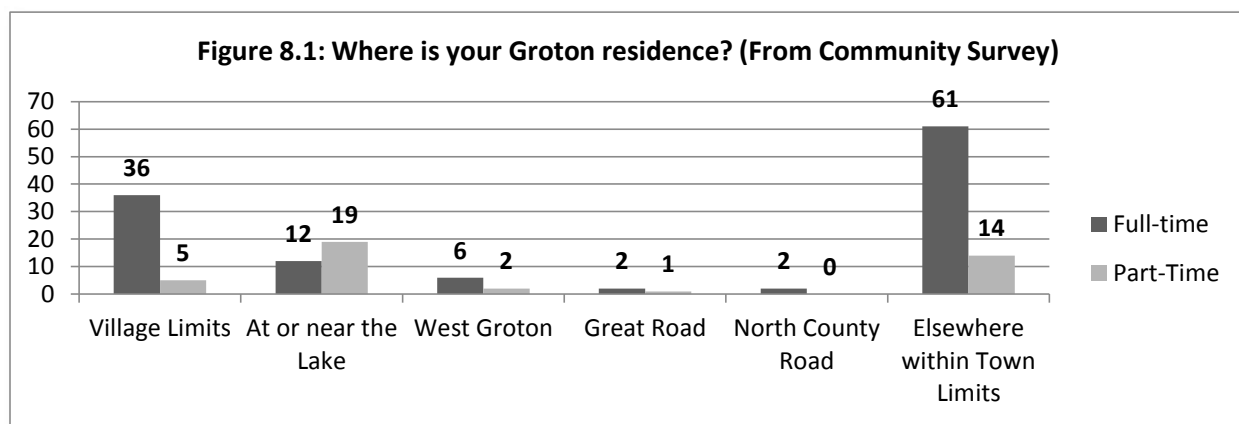 Figure 8.1: Where is your Groton residence? (From Community Survey)
70
60
50
40
30
20
10
0
36
5
12
19
6
2
2
1
2
0
61
14
Village Limits
At or near the
Lake
West Groton
Great Road
North County
Road
Elsewhere
within Town
Limits
Full-time
Part-Time